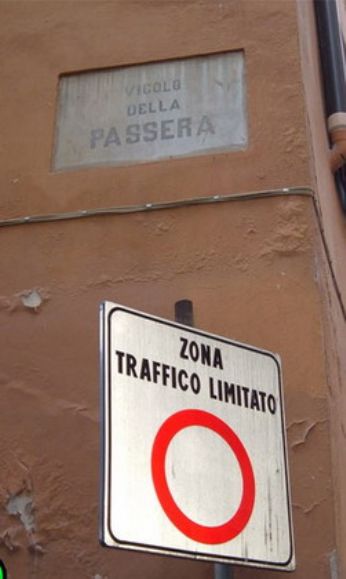 VICOLO
DELLA
PASSERA
ZONA
TRAFFICO LIMITATO